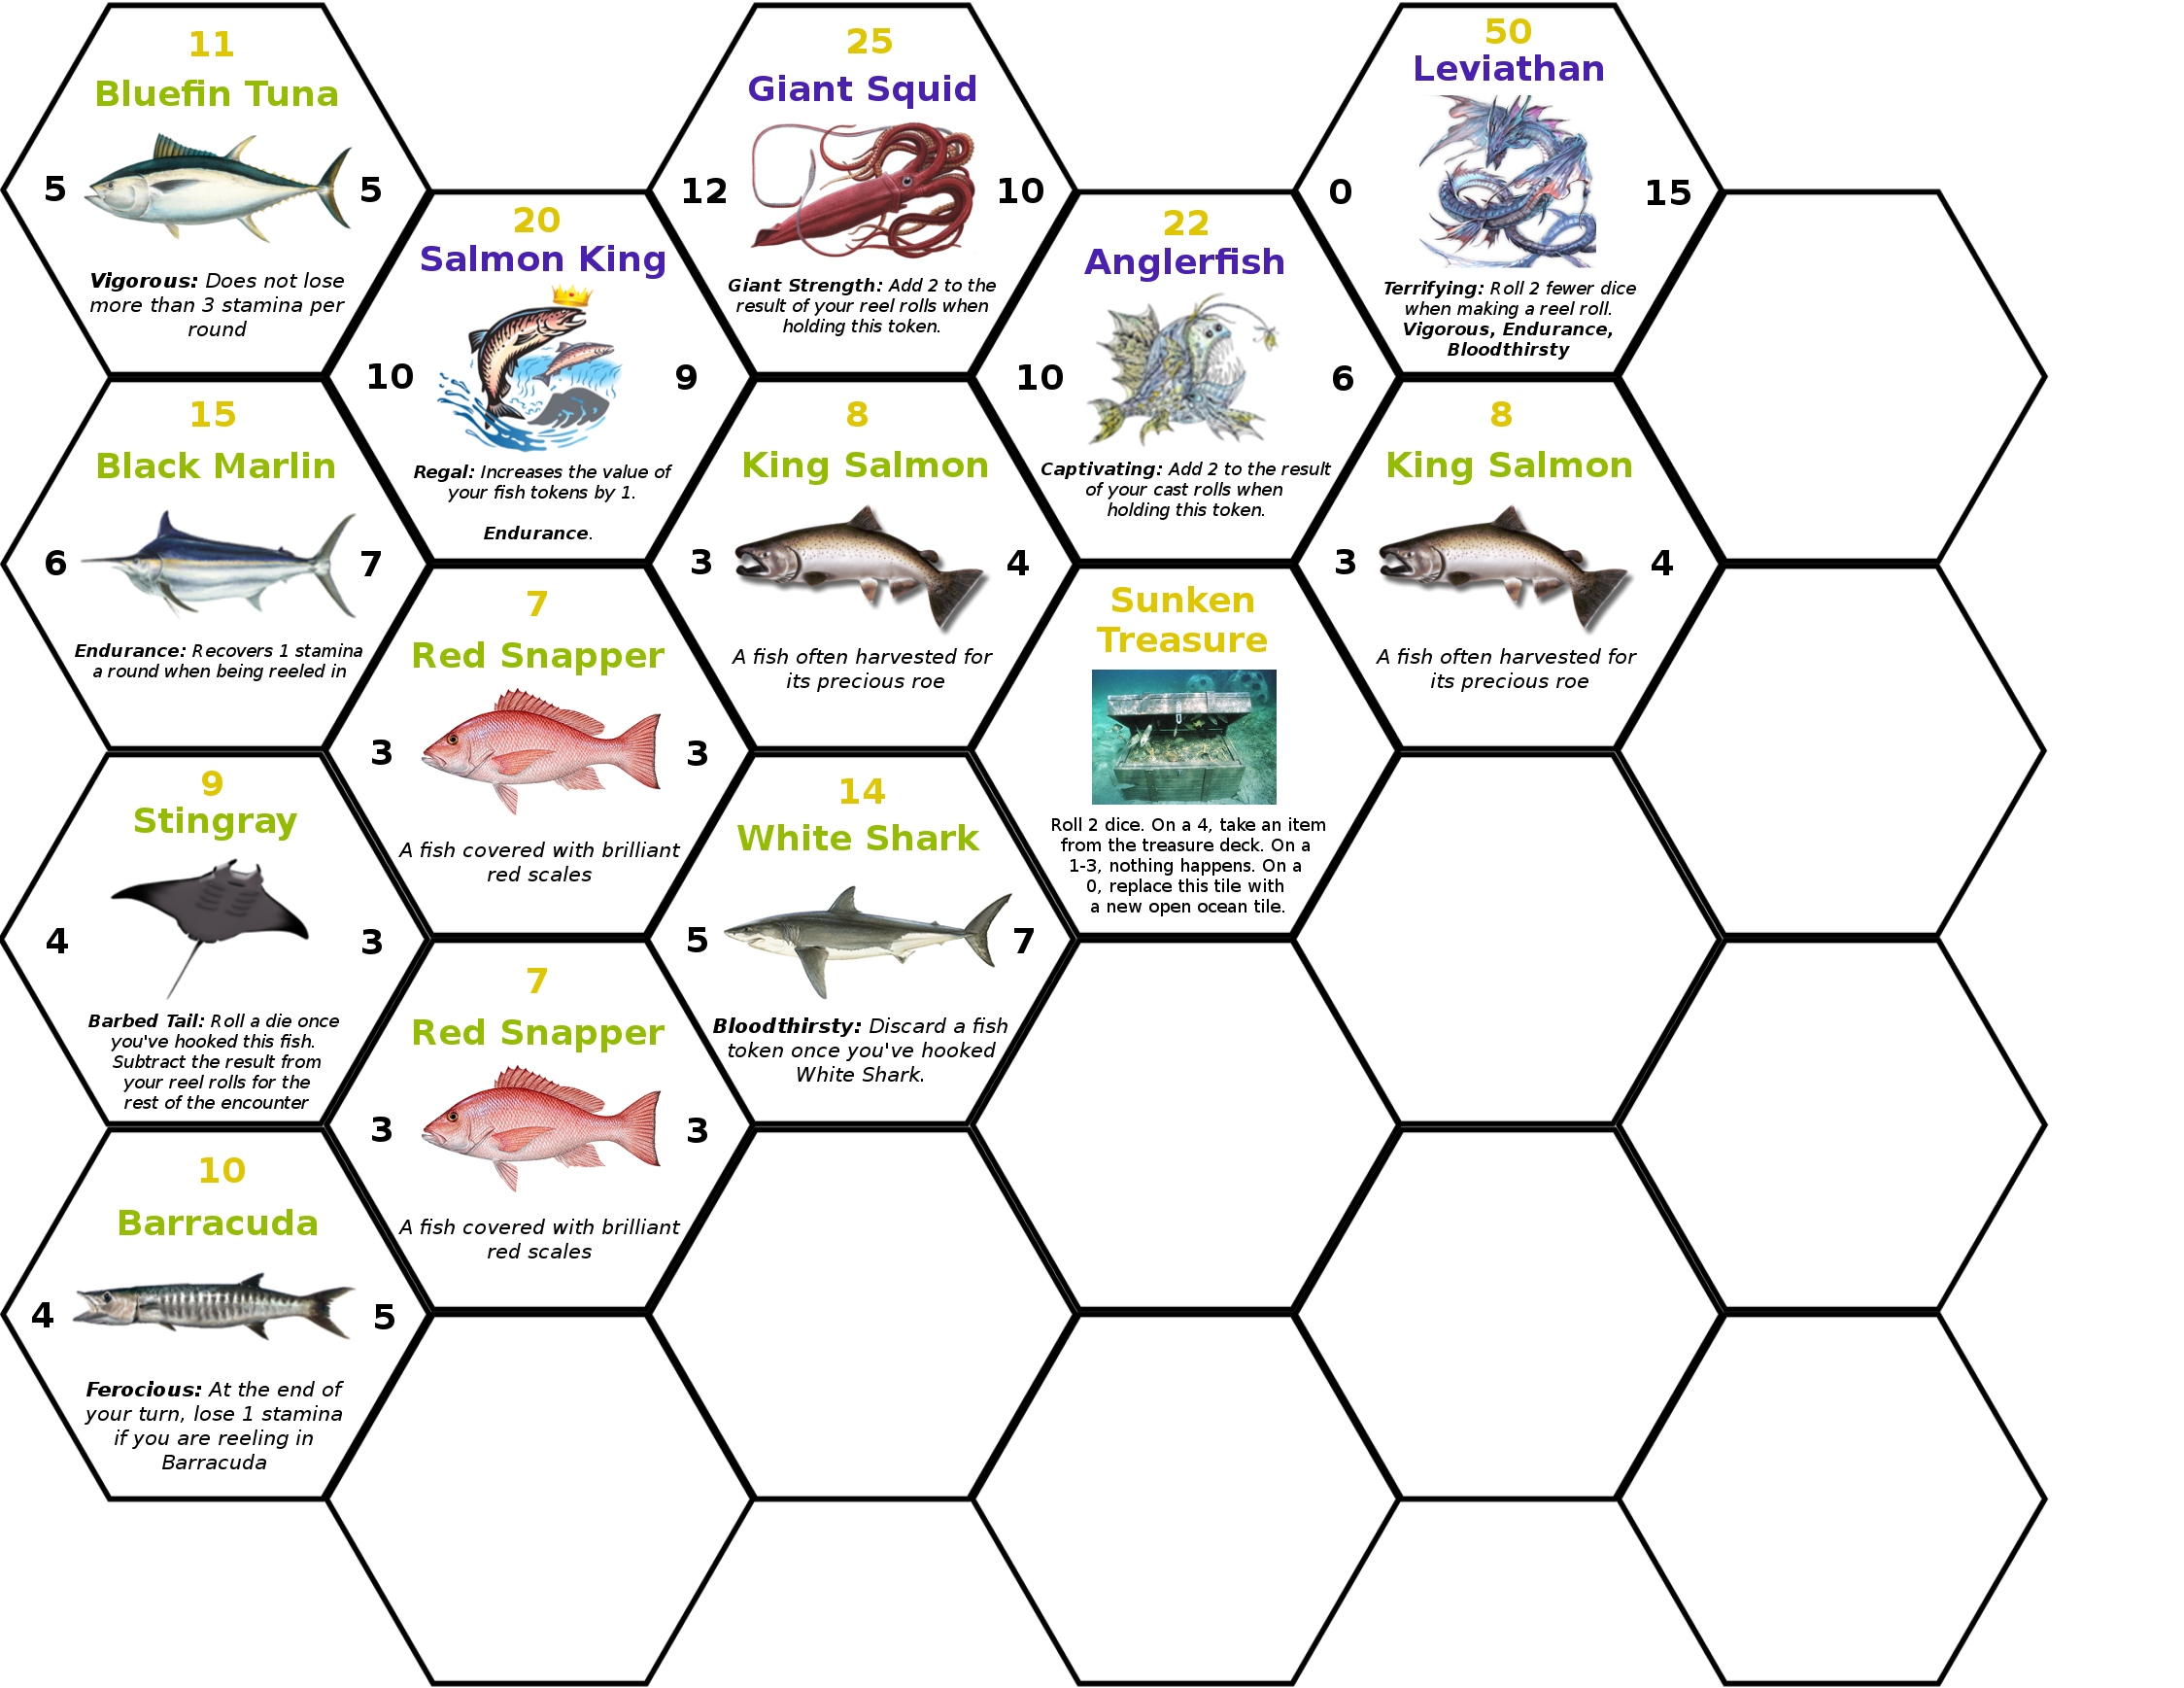 11
Bluefin Tuna
5
5
Vigorous: Does not lose
more than 3 stamina per
round
15
Black Marlin
6
7
Endurance: Recovers 1 stamina
a round when being reeled in
9
Stingray
4
3
Barbed Tail: Roll a die once
you've hooked this fish.
Subtract the result from
your reel rolls for the
rest of the encounter
10
Barracuda
4
5
Ferocious: At the end of
your turn, lose 1 stamina
if you are reeling in
Barracuda
20
Salmon King
10
9
Regal: Increases the value of
your fish tokens by 1.
Endurance.
7
Red Snapper
3
3
A fish covered with brilliant
red scales
7
Red Snapper
3
3
A fish covered with brilliant
red scales
25
Giant Squid
12
10
Giant Strength: Add 2 to the
result of your reel rolls when
holding this token.
8
King Salmon
3
4
A fish often harvested for
its precious roe
14
White Shark
5
7
Bloodthirsty: Discard a fish
token once you've hooked
White Shark.
22
Anglerfish
10
6
Captivating: Add 2 to the result
of your cast rolls when
holding this token.
Sunken
Treasure
Roll 2 dice. On a 4, take an item
from the treasure deck. On a
1-3, nothing happens. On a
0, replace this tile with
a new open ocean tile.
50
Leviathan
0
15
Terrifying: Roll 2 fewer dice
when making a reel roll.
Vigorous, Endurance,
Bloodthirsty
8
King Salmon
3
4
A fish often harvested for
its precious roe